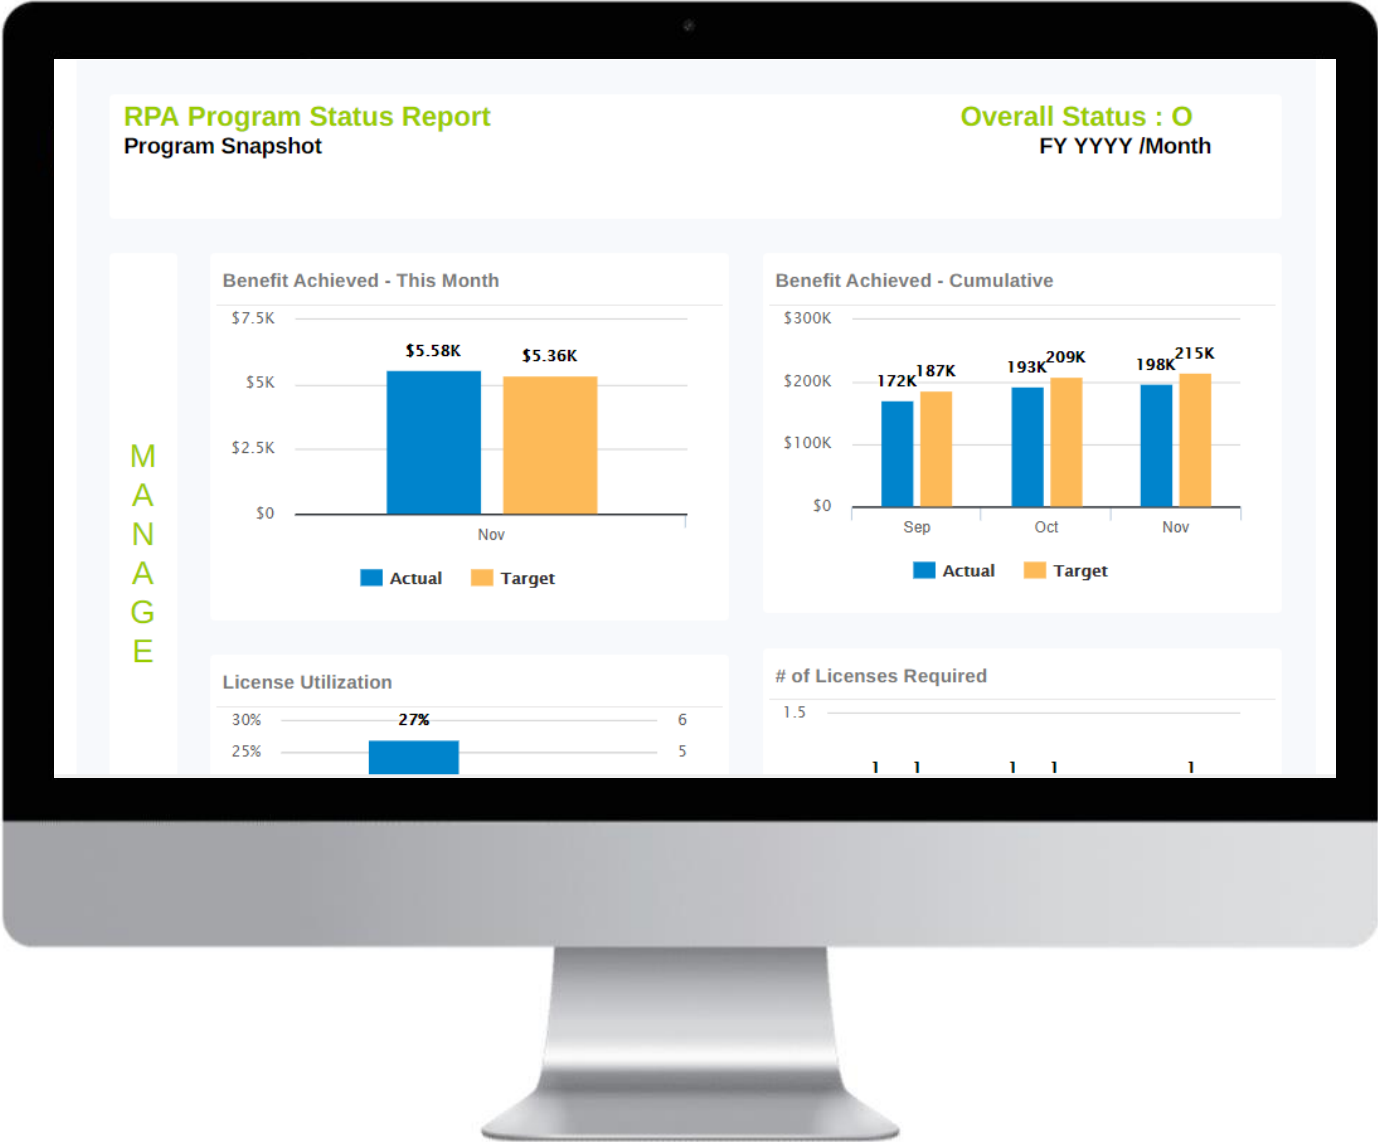 RPA Program Status Report
Program Snapshot
Overall Status : O
FY YYYY /Month
M
A
N
A
G
E
Benefit Achieved - This Month
$7.5K
$5K
$2.5K
$0
$5.58K
$5.36K
Nov
Actual Target
Benefit Achieved - Cumulative
$300K
$200K
$100K
$0
172K 187K 193K 209K 198K 215K
Sep Oct Nov
Actual Target
License Utilization
30% 27% 6
25% 5
# of Licenses Required
1.5
1 1 1 1 1